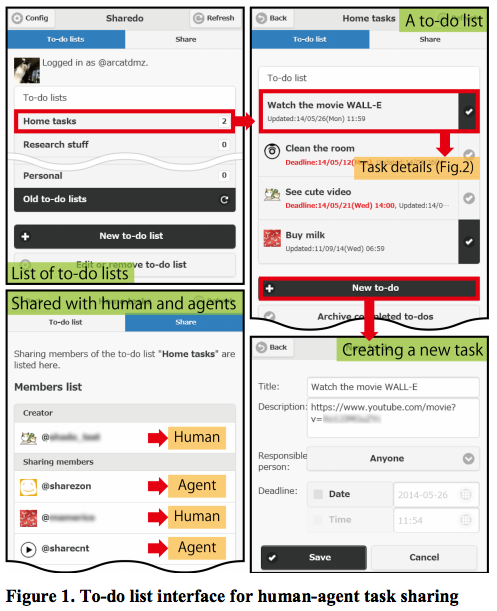 Config
Sharedo
Refresh
To-do lists
Share
Logged in as @arcatdmz.
To-do lists
Home tasks
2
Research stuff
0
Personal
0
Old to-do lists
New to-do list
Edit or remove to-do list
List of to-do lists
Back
Home tasks
A to-do list
To-do list
Share
To-do list
Watch the movie WALL-E
Updated:14/05/26(Mon) 11:59
Clean the room
Deadline:14/05/12(
Task details (Fig.2)
See cute video
Deadline:14/05/21(Wed) 14:00, Updated:14/0···
Buy milk
Updated:11/09/14(Wed) 06:59
New to-do
Archive completed to-dos
Shared with human and agent
To-do list
Share
Sharing members of the to-do list "Home tasks" are
listed here.
Members list
Creator
@
Human
Sharing members
@sharezon
Agent
@
Human
@sharecnt
Agent
Back
Creating a new task
Title:
Watch the movie WALL-E
Description:
https://www.youtube.com/movie?
v=
Responsible
person:
Anyone
Deadline:
Date
2014-05-26
Time
11:54
Save
Cancel
Figure 1. To-do list interface for human-agent task sharing